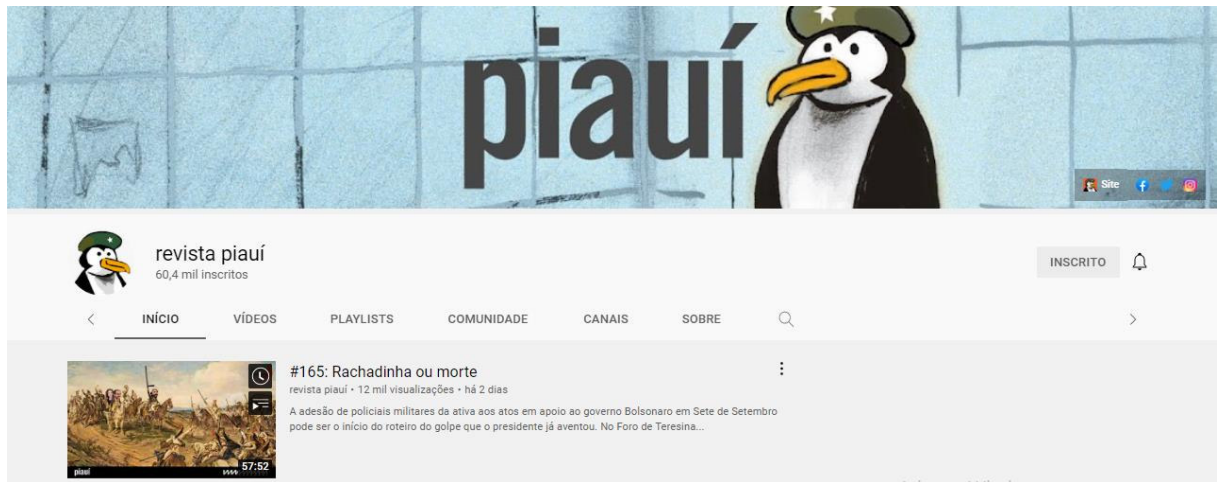 piauí
Site
revista piauí
60,4 mil inscritos
INSCRITO
INÍCIO VÍDEOS PLAYLISTS COMUNIDADE CANAIS SOBRE
#165: Rachadinha ou morte
revista piauí • 12 mil visualizações • há 2 dias
A adesão de policiais militares da ativa aos atos em apoio ao governo Bolsonaro em Sete de Setembro
pode ser o início do roteiro do golpe que o presidente já aventou. No Foro de Teresina...
piauí
57:52